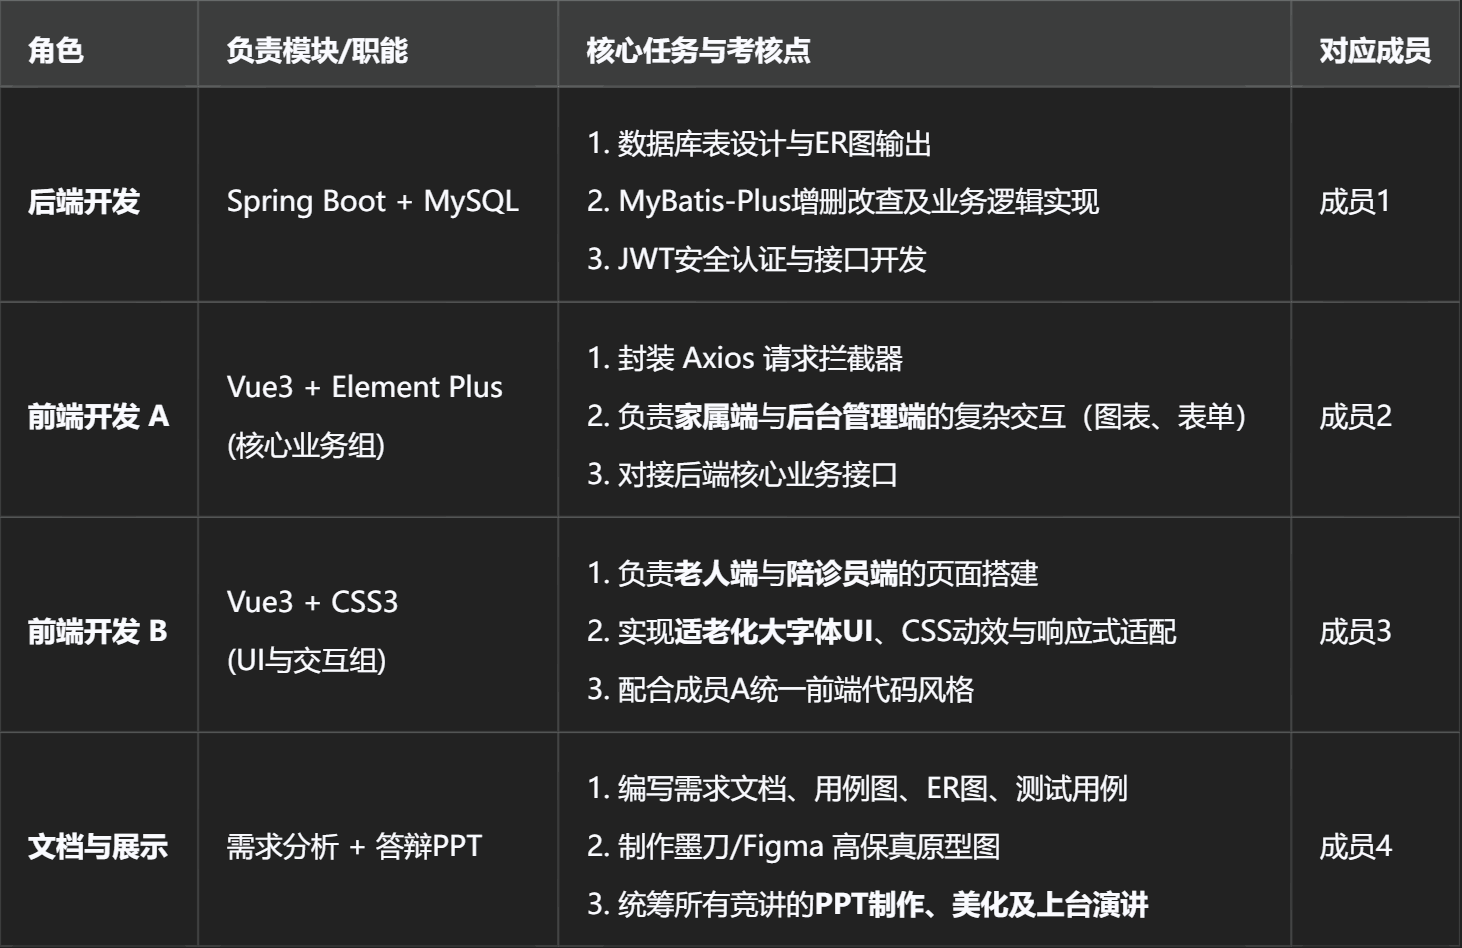 角色
负责模块/职能
核心任务与考核点
对应成员
后端开发
Spring Boot + MySQL
1. 数据库表设计与ER图输出
2. MyBatis-Plus增删改查及业务逻辑实现
3. JWT安全认证与接口开发
成员1
前端开发 A
Vue3 + Element Plus
(核心业务组)
1. 封装 Axios 请求拦截器
2. 负责家属端与后台管理端的复杂交互（图表、表单）
3. 对接后端核心业务接口
成员2
前端开发 B
Vue3 + CSS3
(UI与交互组)
1. 负责老人端与陪诊员端的页面搭建
2. 实现适老化大字体UI、CSS动效与响应式适配
3. 配合成员A统一前端代码风格
成员3
文档与展示
需求分析 + 答辩PPT
1. 编写需求文档、用例图、ER图、测试用例
2. 制作墨刀/Figma 高保真原型图
3. 统筹所有竞讲的PPT制作、美化及上台演讲
成员4